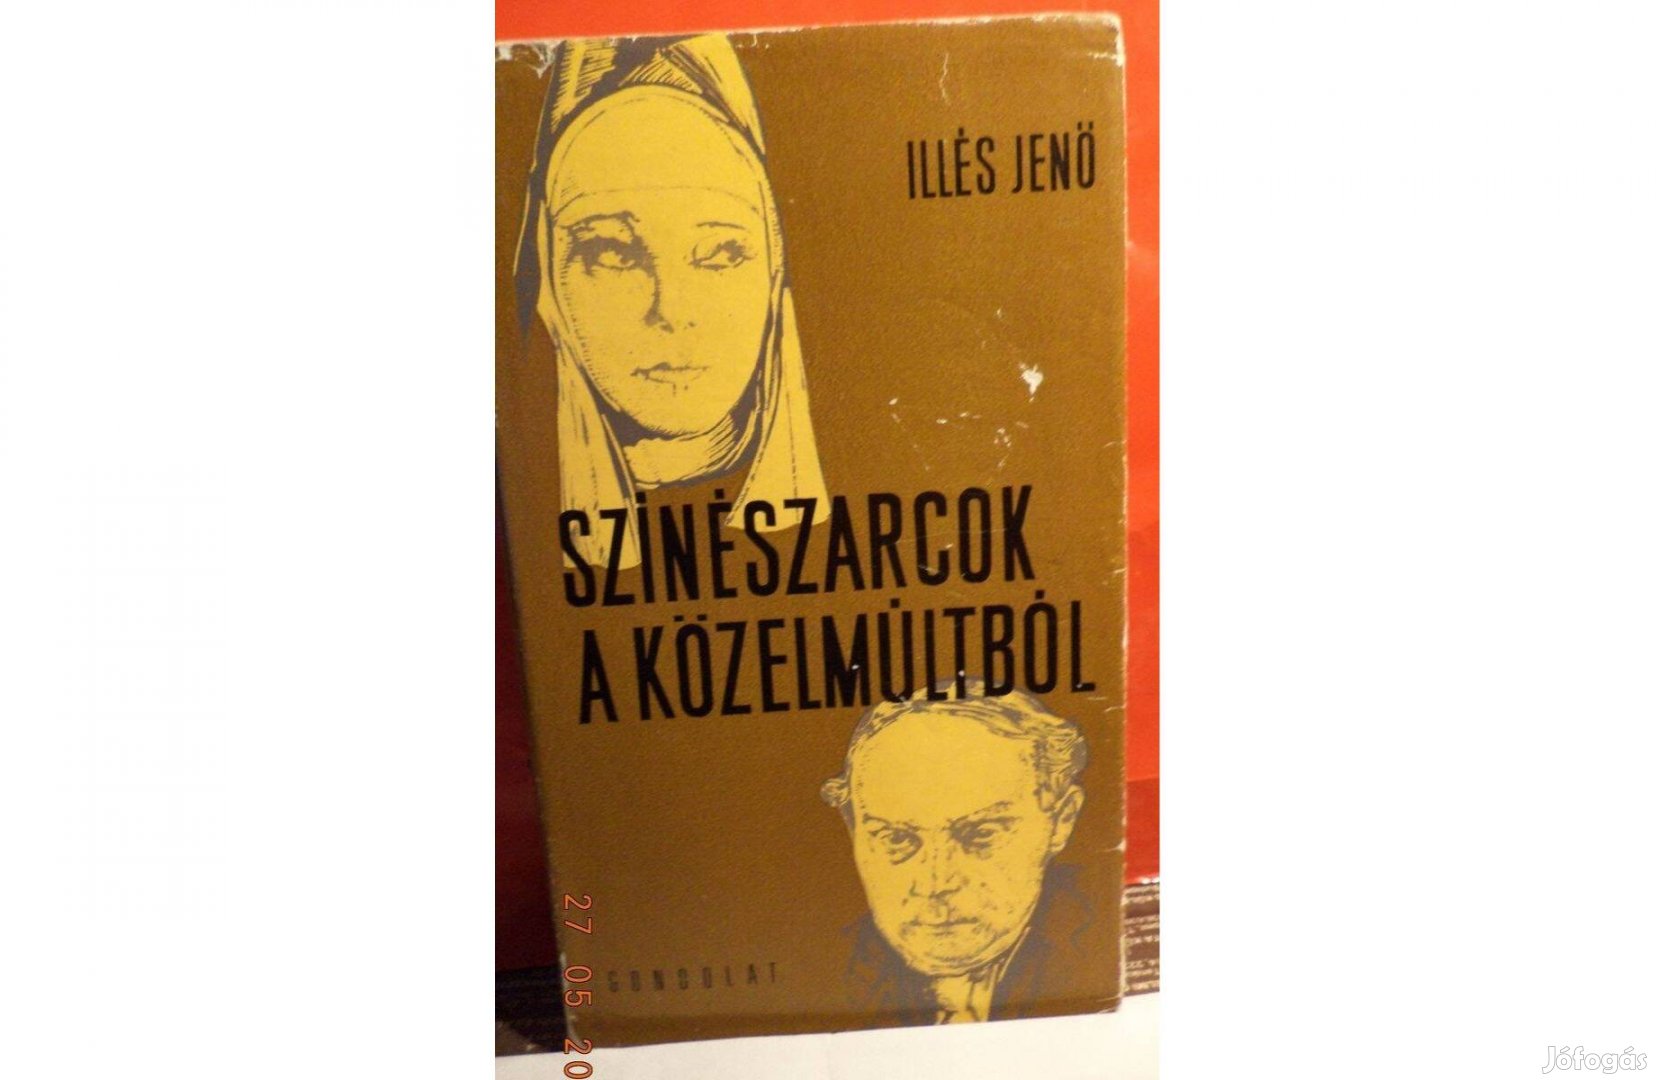 ILLÉS JENŐ
SZÍNÉSZARCOK
A KÖZELMÚLTBÓL
GONDOLAT
27 05 20
Jófogás